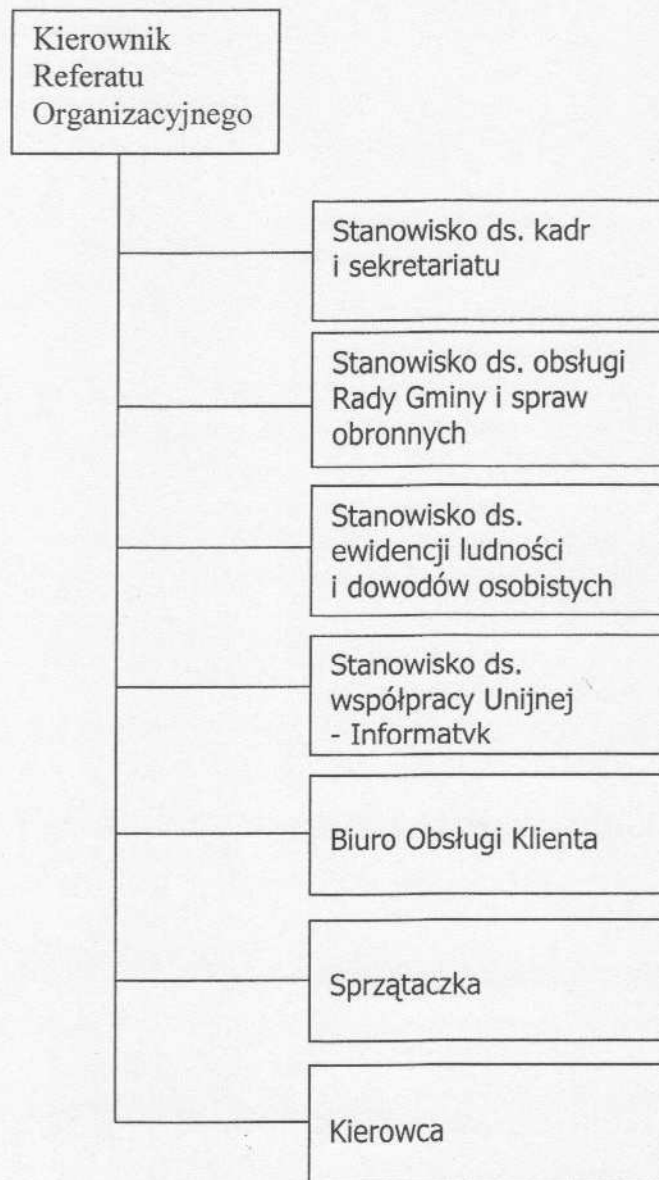 Kierownik
Referatu
Organizacyjnego
Stanowisko ds. kadr
i sekretariatu
Stanowisko ds. obsługi
Rady Gminy i spraw
obronnych
Stanowisko ds.
ewidencji ludności
i dowodów osobistych
Stanowisko ds.
współpracy Unijnej
- Informatyk
Biuro Obsługi Klienta
Sprzątaczka
Kierowca